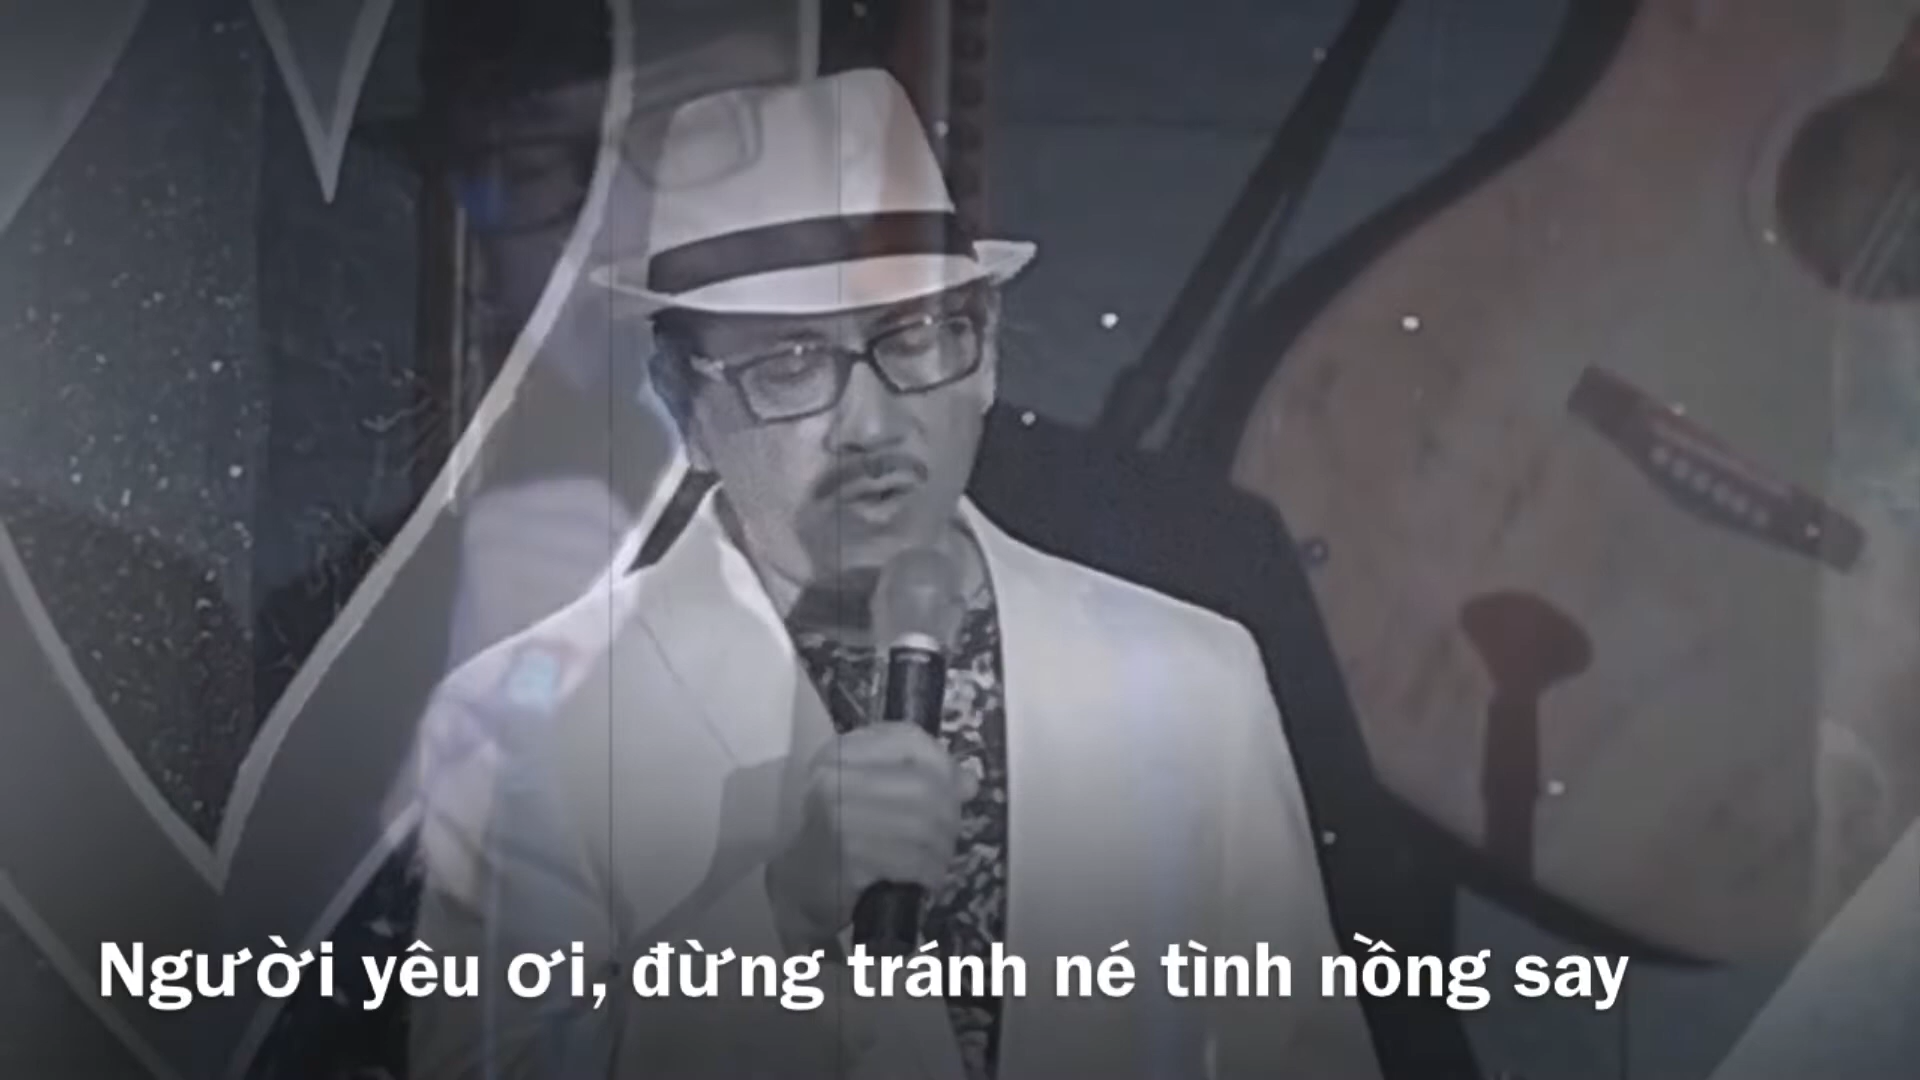 Người yêu ơi, đừng tránh né tình nồng say